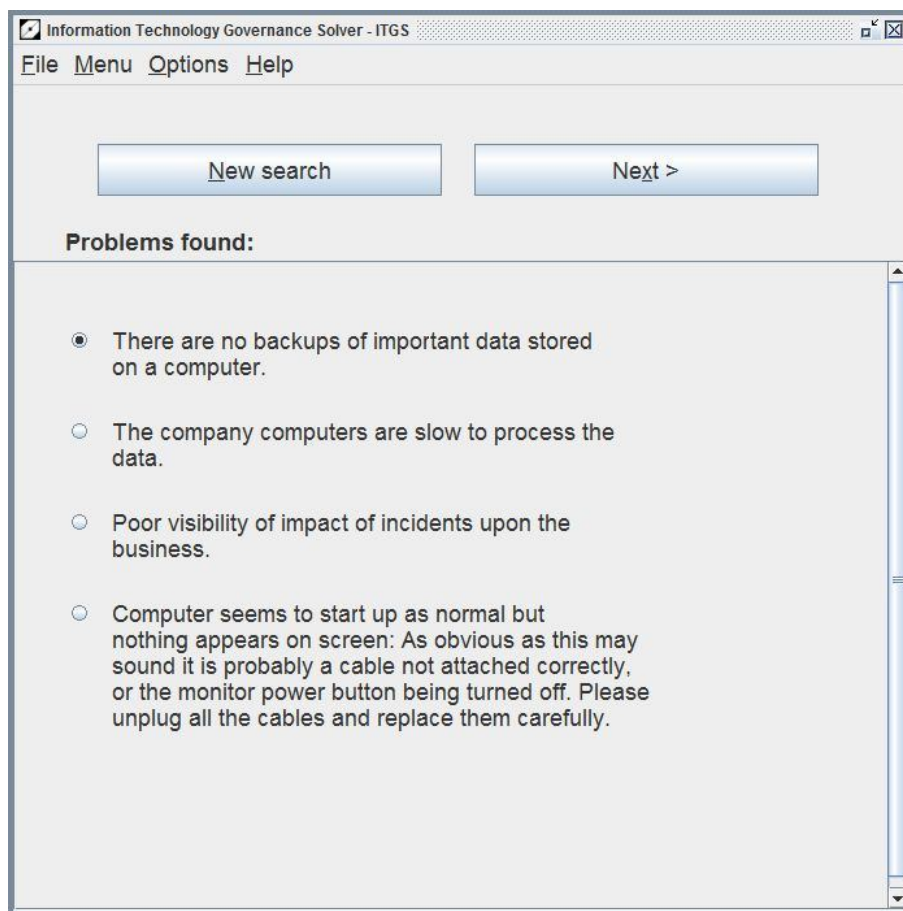 Information Technology Governance Solver - ITGS
File Menu Options Help
New search
Next >
Problems found:
There are no backups of important data stored
on a computer.
The company computers are slow to process the
data.
Poor visibility of impact of incidents upon the
business.
Computer seems to start up as normal but
nothing appears on screen: As obvious as this may
sound it is probably a cable not attached correctly,
or the monitor power button being turned off. Please
unplug all the cables and replace them carefully.